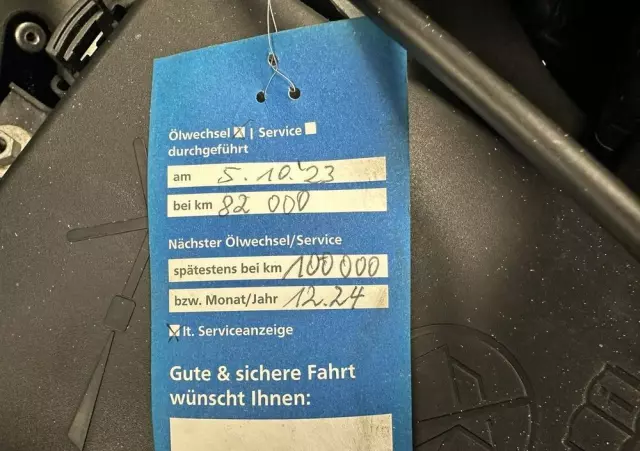 Ölwechsel ☒ | Service ☐
durchgeführt
am 5.10.23
bei km 82 000
Nächster Ölwechsel/Service
spätestens bei km 100 000
bzw. Monat/Jahr 12.24
☒ lt. Serviceanzeige
Gute & sichere Fahrt
wünscht Ihnen: